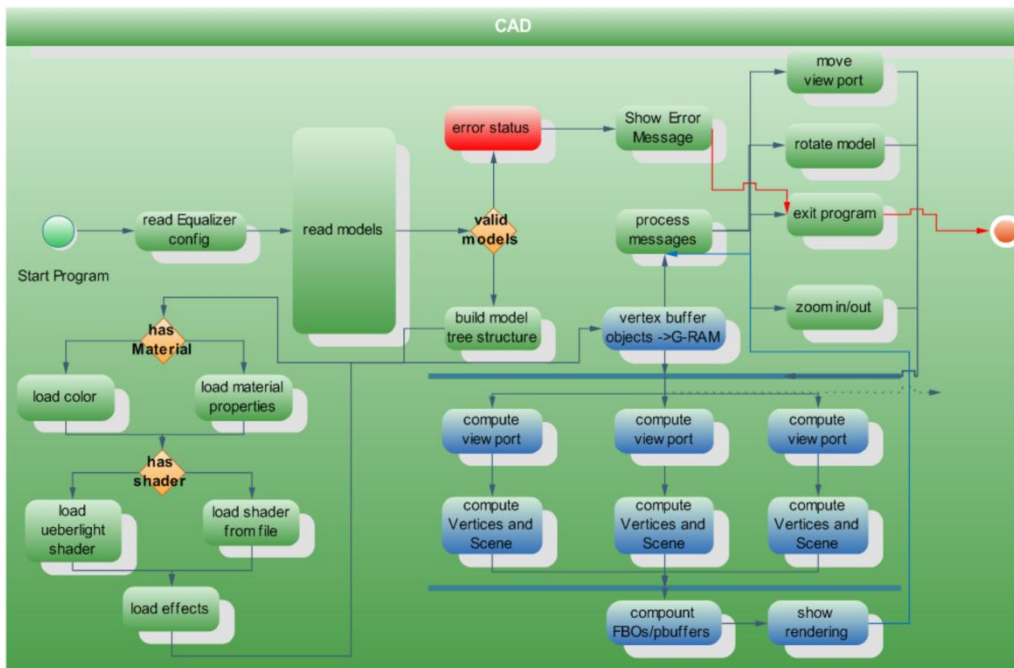 CAD
move
view port
error status
Show Error
Message
rotate model
read Equalizer
config
read models
valid
models
process
messages
exit program
Start Program
build model
tree structure
vertex buffer
objects ->G-RAM
zoom in/out
has
Material
load color
load material
properties
compute
view port
compute
view port
compute
view port
has
shader
load
ueberlight
shader
load shader
from file
compute
Vertices and
Scene
compute
Vertices and
Scene
compute
Vertices and
Scene
load effects
compount
FBOs/pbuffers
show
rendering